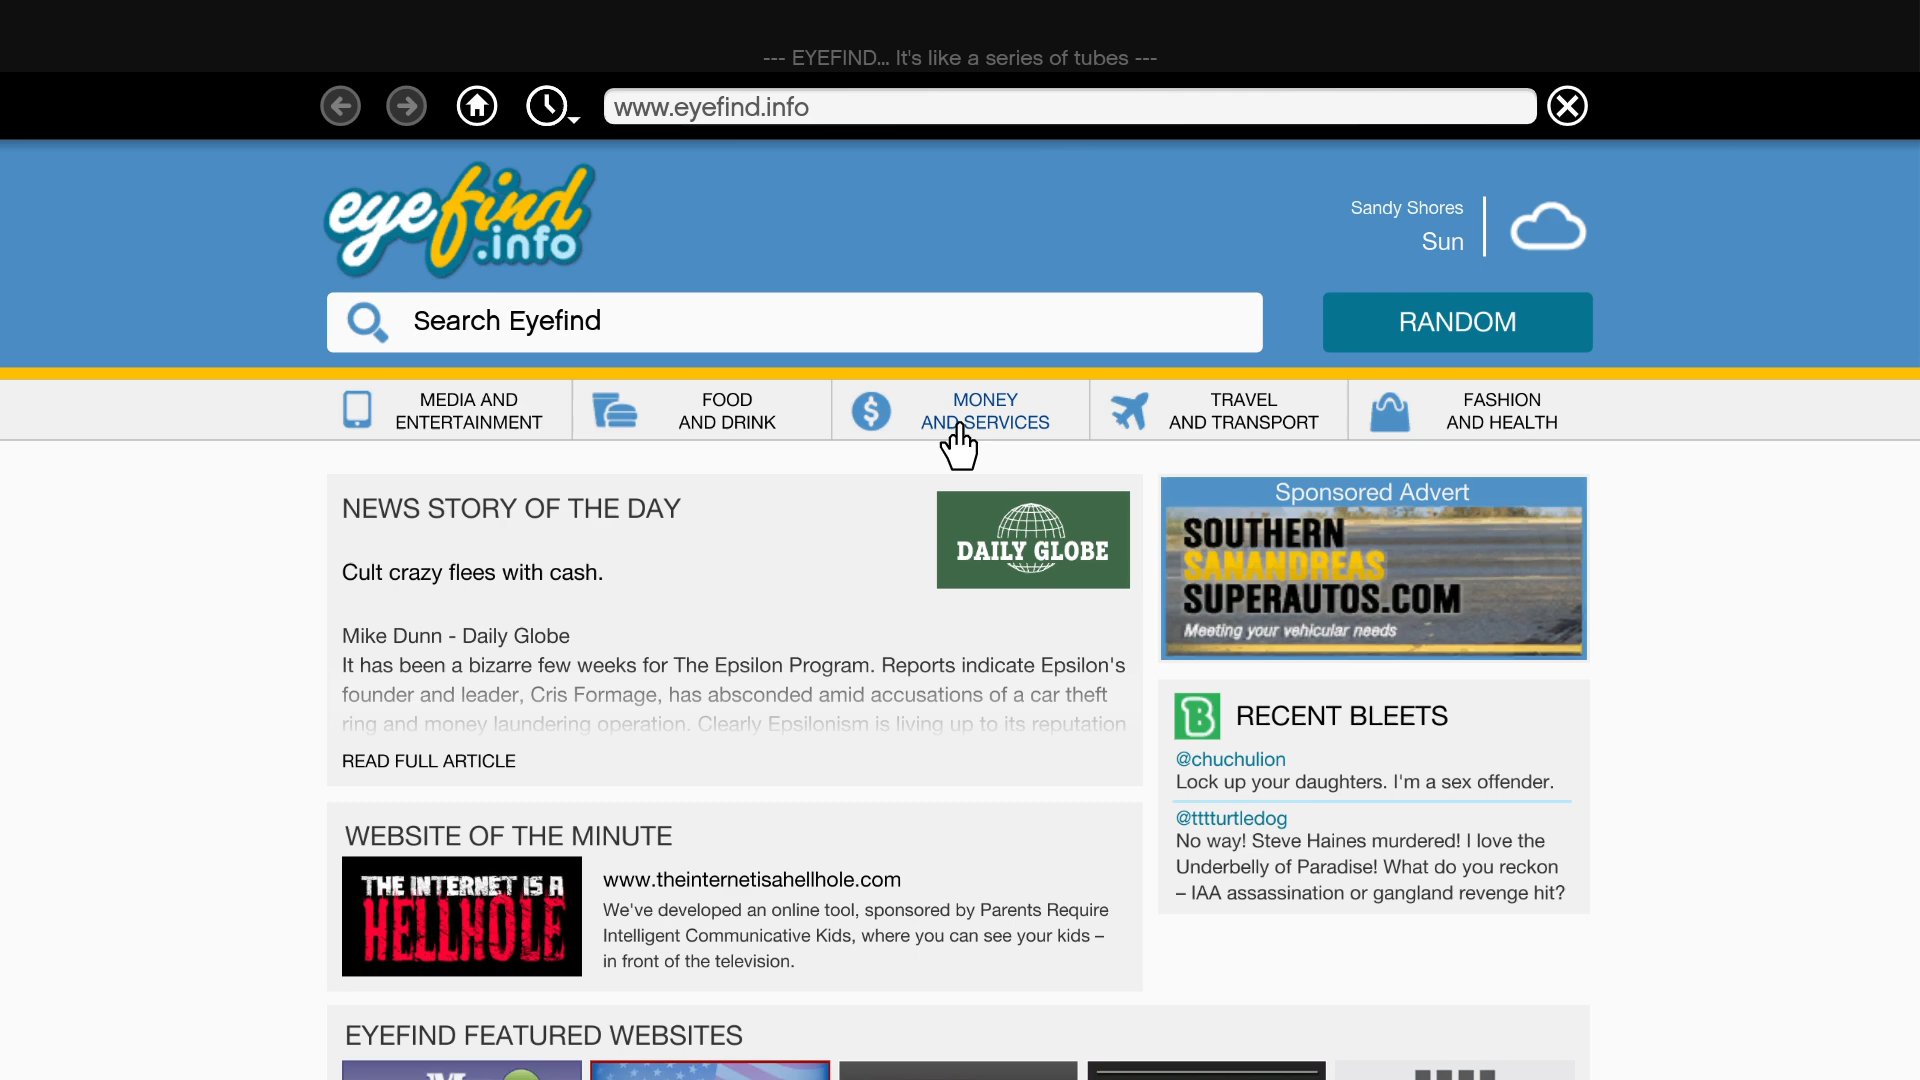 --- EYEFIND... It's like a series of tubes ---
www.eyefind.info
eyefind
.info
Sandy Shores
Sun
Search Eyefind
RANDOM
MEDIA AND
ENTERTAINMENT
FOOD
AND DRINK
MONEY
AND SERVICES
TRAVEL
AND TRANSPORT
FASHION
AND HEALTH
NEWS STORY OF THE DAY
DAILY GLOBE
Cult crazy flees with cash.
Mike Dunn - Daily Globe
It has been a bizarre few weeks for The Epsilon Program. Reports indicate Epsilon's
founder and leader, Cris Formage, has absconded amid accusations of a car theft
ring and money laundering operation. Clearly Epsilonism is living up to its reputation
READ FULL ARTICLE
Sponsored Advert
SOUTHERN
SANANDREAS
SUPERAUTOS.COM
Meeting your vehicular needs
B
RECENT BLEETS
@chuchulion
Lock up your daughters. I'm a sex offender.
@tttturtledog
No way! Steve Haines murdered! I love the
Underbelly of Paradise! What do you reckon
– IAA assassination or gangland revenge hit?
WEBSITE OF THE MINUTE
THE INTERNET IS A
HELLHOLE
www.theinternetisahellhole.com
We've developed an online tool, sponsored by Parents Require
Intelligent Communicative Kids, where you can see your kids –
in front of the television.
EYEFIND FEATURED WEBSITES